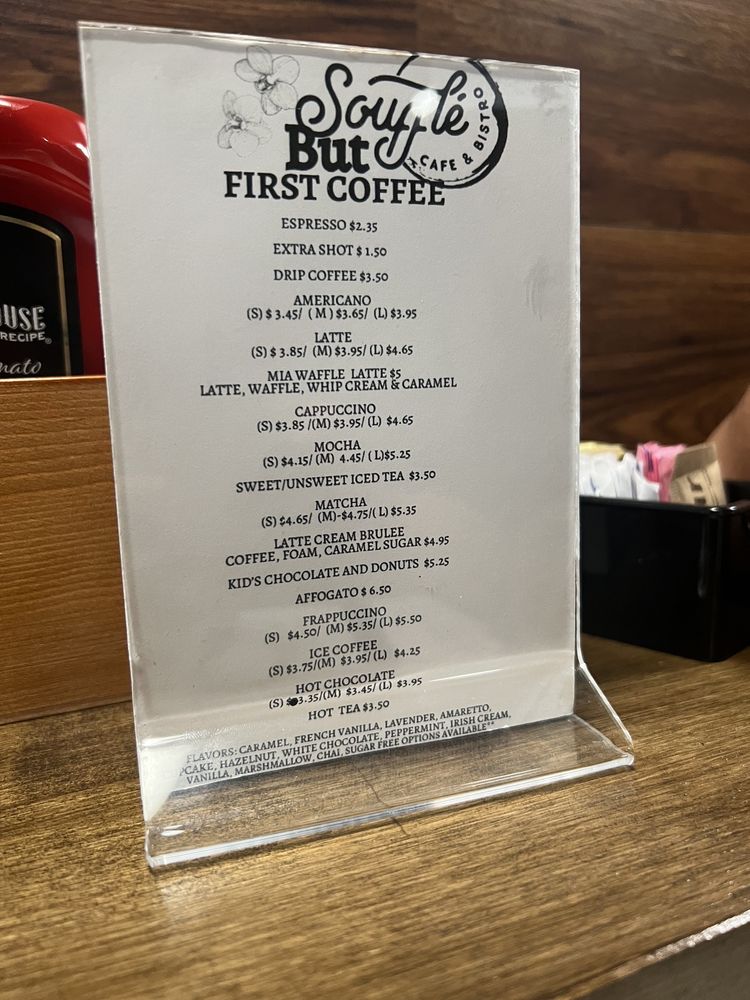 Soufflé
CAFE & BISTRO
But
FIRST COFFEE
ESPRESSO $2.35
EXTRA SHOT $ 1.50
DRIP COFFEE $3.50
AMERICANO
(S) $ 3.45/ ( M ) $3.65/ (L) $3.95
LATTE
(S) $ 3.85/ (M) $3.95/ (L) $4.65
MIA WAFFLE LATTE $5
LATTE, WAFFLE, WHIP CREAM & CARAMEL
CAPPUCCINO
(S) $3.85 /(M) $3.95/ (L) $4.65
MOCHA
(S) $4.15/ (M) 4.45/ ( L)$5.25
SWEET/UNSWEET ICED TEA $3.50
MATCHA
(S) $4.65/ (M)-$4.75/( L) $5.35
LATTE CREAM BRULEE
COFFEE, FOAM, CARAMEL SUGAR $4.95
KID'S CHOCOLATE AND DONUTS $5.25
AFFOGATO $ 6.50
FRAPPUCCINO
(S) $4.50/ (M) $5.35/ (L) $5.50
ICE COFFEE
(S) $3.75/(M) $3.95/ (L) $4.25
HOT CHOCOLATE
(S) $3.35/(M) $3.45/ (L) $3.95
HOT TEA $3.50
FLAVORS: CARAMEL, FRENCH VANILLA, LAVENDER, AMARETTO,
PCAKE, HAZELNUT, WHITE CHOCOLATE, PEPPERMINT, IRISH CREAM,
VANILLA, MARSHMALLOW, CHAI, SUGAR FREE OPTIONS AVAILABLE**
USE
RECIPE
nato